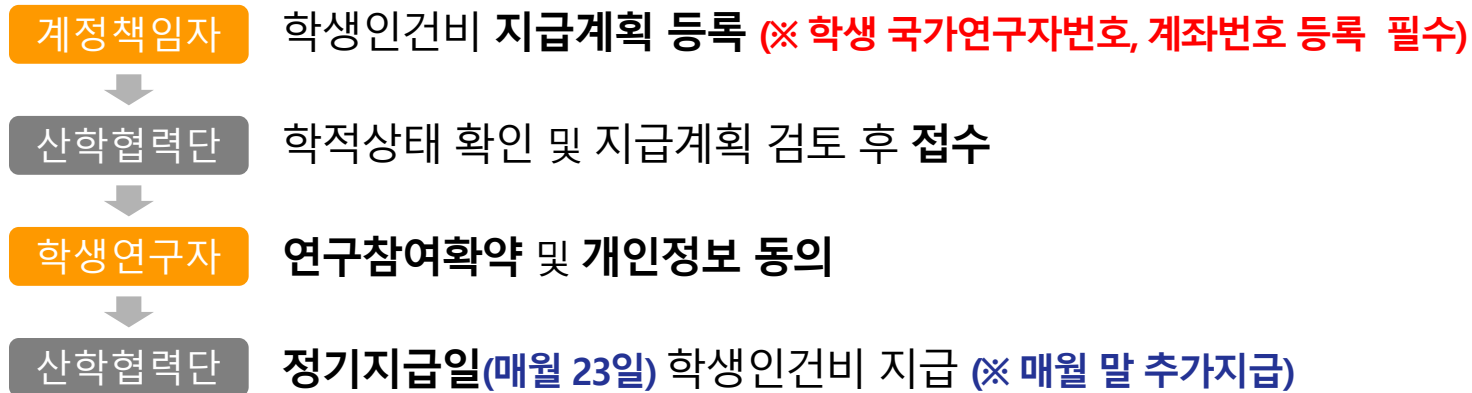 계정책임자 학생인건비 지급계획 등록 (※ 학생 국가연구자번호, 계좌번호 등록 필수)
산학협력단 학적상태 확인 및 지급계획 검토 후 접수
학생연구자 연구참여확약 및 개인정보 동의
산학협력단 정기지급일(매월 23일) 학생인건비 지급 (※ 매월 말 추가지급)